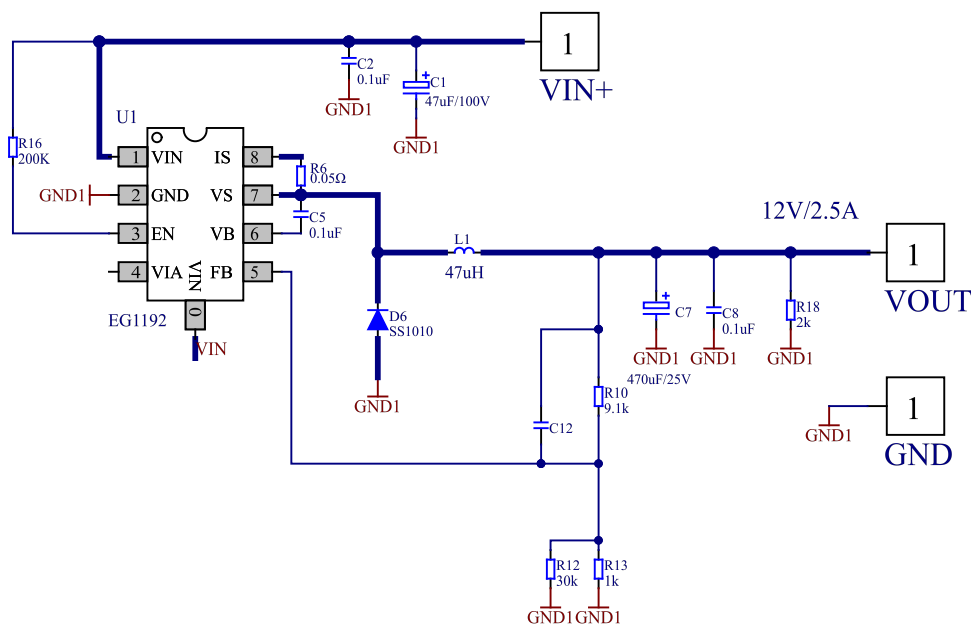 1
VIN+
C2
0.1uF
GND1
C1
47uF/100V
GND1
U1
R16
200K
1 VIN IS 8
GND1 2 GND VS 7
3 EN VB 6
4 VIA FB 5
VIN
0
EG1192
VIN
R6
0.05Ω
C5
0.1uF
12V/2.5A
L1
47uH
1
VOUT
D6
SS1010
GND1
C7
GND1
470uF/25V
C8
0.1uF
GND1
R18
2k
GND1
R10
9.1k
C12
1
GND1
GND
R12
30k
GND1
R13
1k
GND1